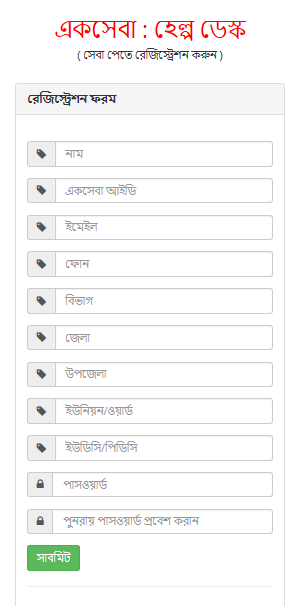 একসেবা : হেল্প ডেস্ক
( সেবা পেতে রেজিস্ট্রেশন করুন )
রেজিস্ট্রেশন ফরম
নাম
একসেবা আইডি
ইমেইল
ফোন
বিভাগ
জেলা
উপজেলা
ইউনিয়ন/ওয়ার্ড
ইউডিসি/পিডিসি
পাসওয়ার্ড
পুনরায় পাসওয়ার্ড প্রবেশ করান
সাবমিট